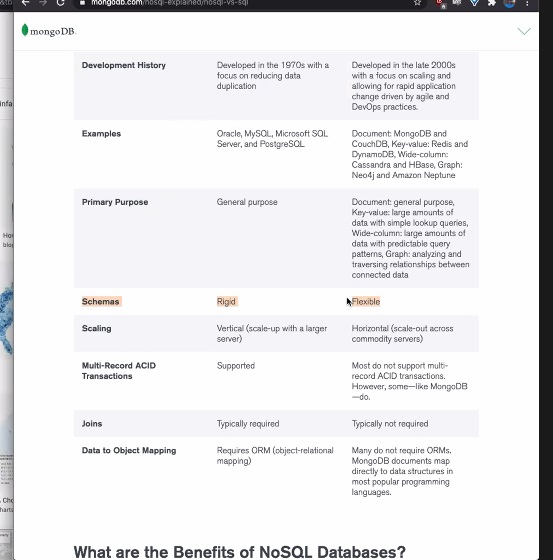 mongodb.com/nosql-explained/nosql-vs-sql
mongoDB.
Development History
Developed in the 1970s with a
focus on reducing data
duplication
Developed in the late 2000s
with a focus on scaling and
allowing for rapid application
change driven by agile and
DevOps practices.
Examples
Oracle, MySQL, Microsoft SQL
Server, and PostgreSQL
Document: MongoDB and
CouchDB, Key-value: Redis and
DynamoDB, Wide-column:
Cassandra and HBase, Graph:
Neo4j and Amazon Neptune
Primary Purpose
General purpose
Document: general purpose,
Key-value: large amounts of
data with simple lookup queries,
Wide-column: large amounts of
data with predictable query
patterns, Graph: analyzing and
traversing relationships between
connected data
Schemas
Rigid
Flexible
Scaling
Vertical (scale-up with a larger
server)
Horizontal (scale-out across
commodity servers)
Multi-Record ACID
Transactions
Supported
Most do not support multi-
record ACID transactions.
However, some—like MongoDB
—do.
Joins
Typically required
Typically not required
Data to Object Mapping
Requires ORM (object-relational
mapping)
Many do not require ORMs.
MongoDB documents map
directly to data structures in
most popular programming
languages.
What are the Benefits of NoSQL Databases?